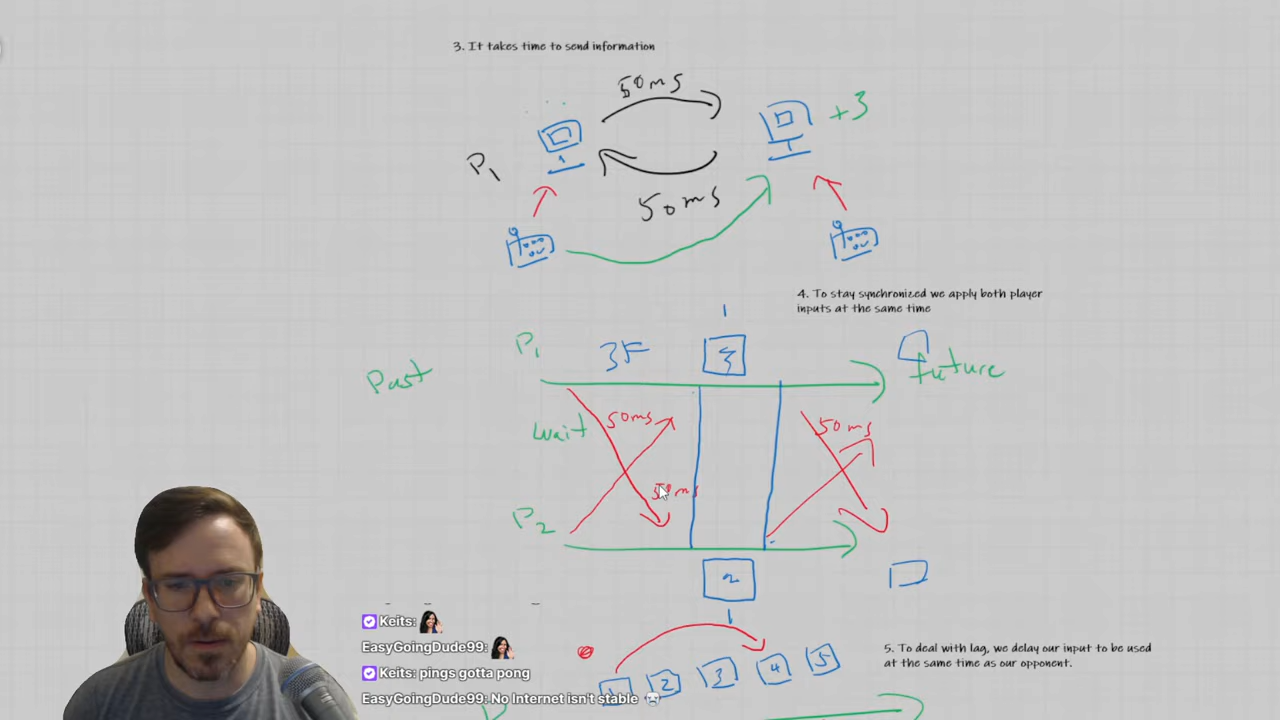 3. It takes time to send information
50ms
+3
P1
50ms
4. To stay synchronized we apply both player
inputs at the same time
1
P1
3F
3
future
Past
wait
50ms
50ms
50ms
P2
2
1
Keits:
EasyGoingDude99:
Keits: pings gotta pong
EasyGoingDude99: No Internet isn't stable
1 2 3 4 5
5. To deal with lag, we delay our input to be used
at the same time as our opponent.